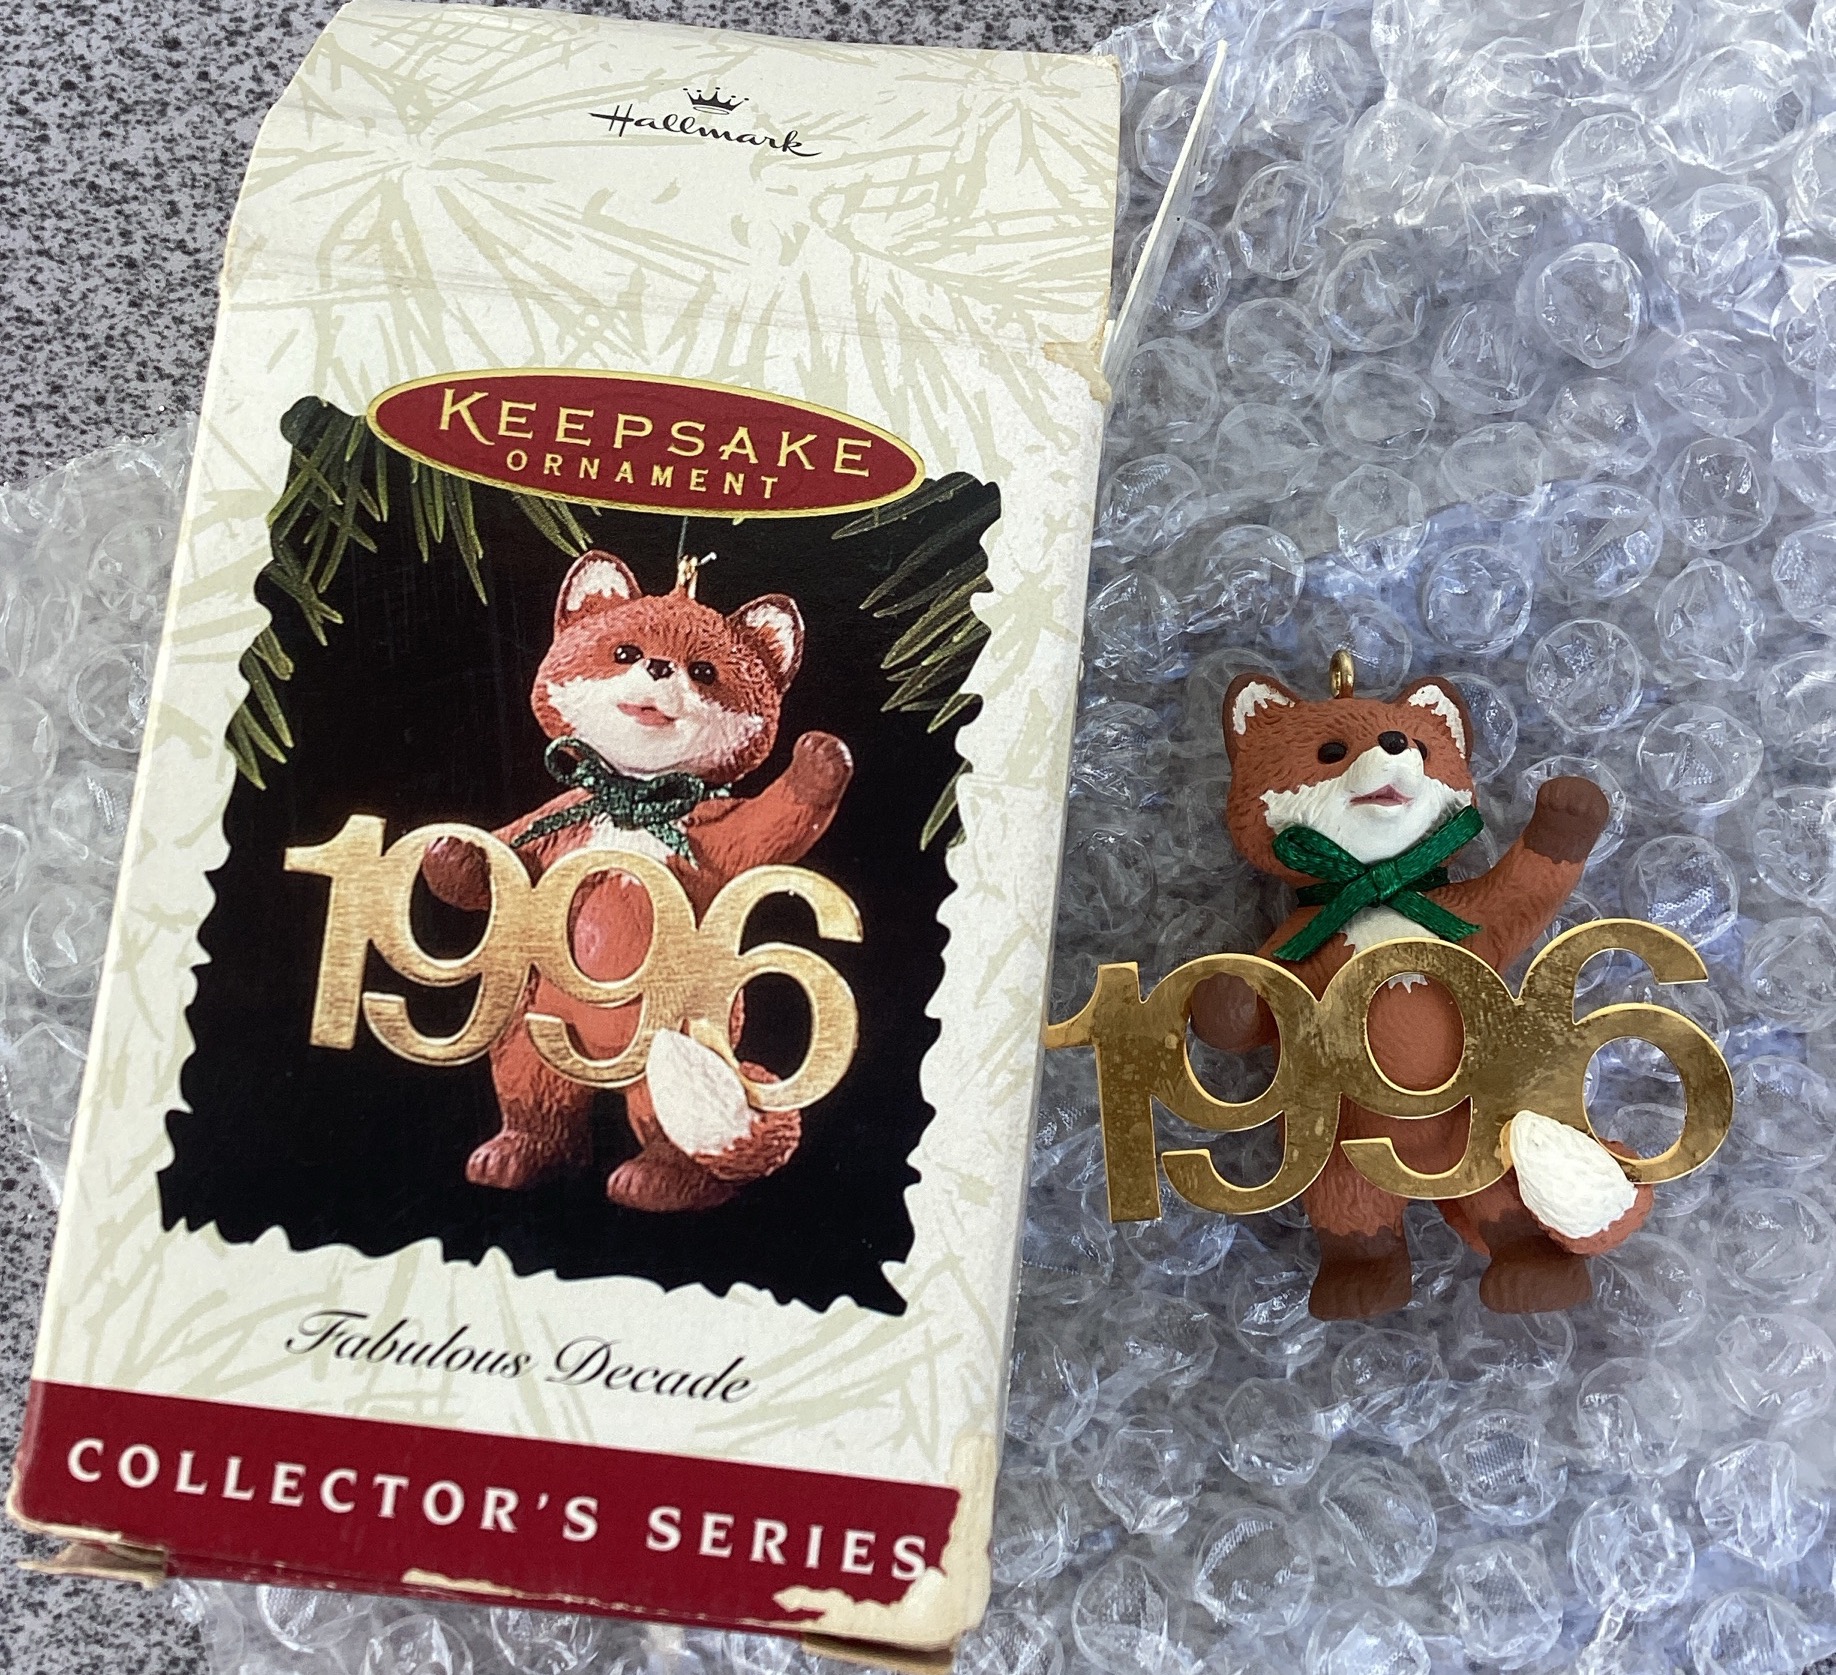 Hallmark
KEEPSAKE
ORNAMENT
1996
Fabulous Decade
COLLECTOR'S SERIES
1996